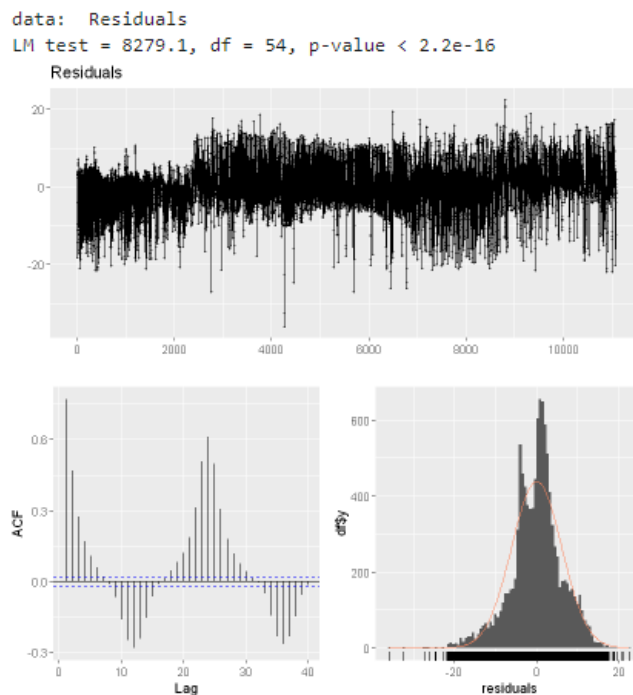 data:  Residuals
LM test = 8279.1, df = 54, p-value < 2.2e-16
Residuals
20
0
-20
0 2000 4000 6000 8000 10000
ACF
0.6
0.3
0.0
-0.3
0 10 20 30 40
Lag
df$y
600
400
200
0
-20 0 20
residuals